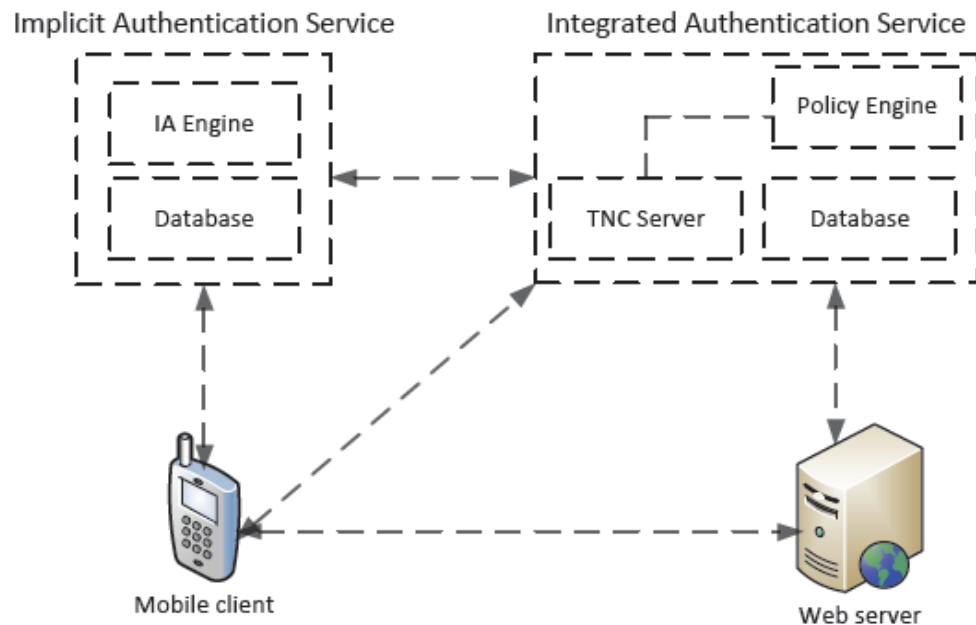 Implicit Authentication Service
Integrated Authentication Service
IA Engine
Policy Engine
Database
TNC Server
Database
Mobile client
Web server